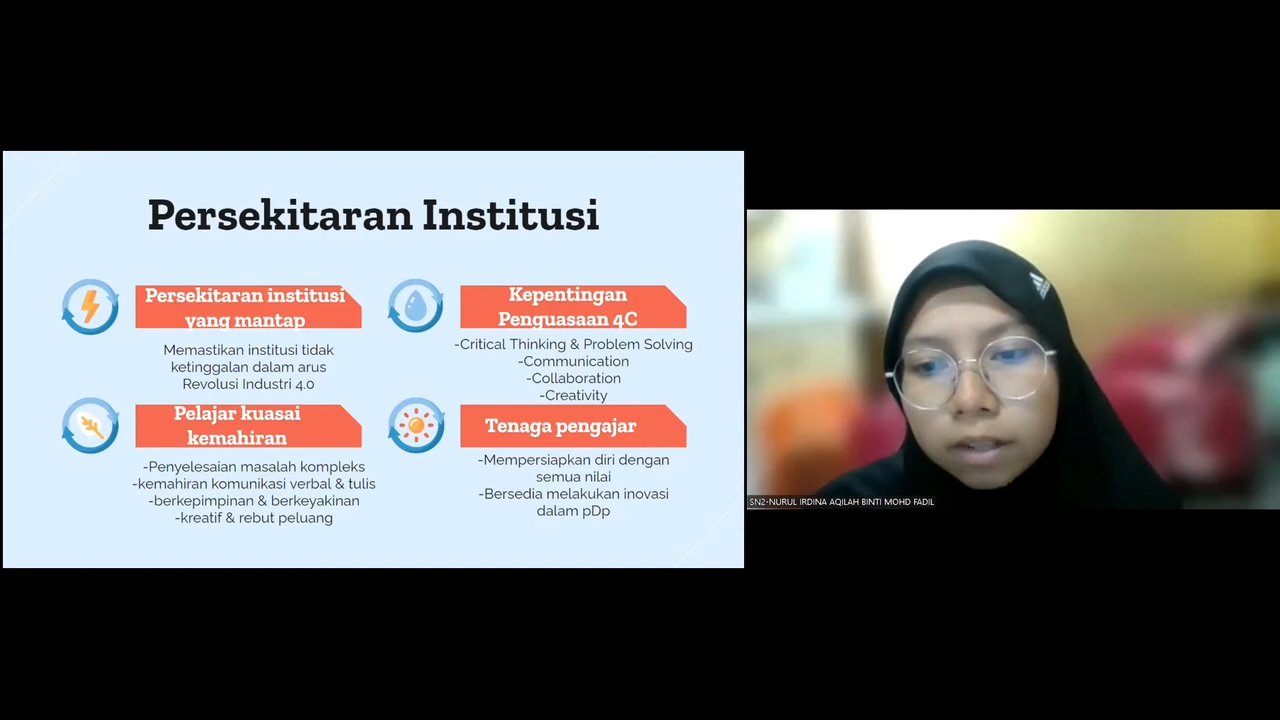 Persekitaran Institusi
Persekitaran institusi
yang mantap
Memastikan institusi tidak
ketinggalan dalam arus
Revolusi Industri 4.0
Kepentingan
Penguasaan 4C
-Critical Thinking & Problem Solving
-Communication
-Collaboration
-Creativity
Pelajar kuasai
kemahiran
-Penyelesaian masalah kompleks
-kemahiran komunikasi verbal & tulis
-berkepimpinan & berkeyakinan
-kreatif & rebut peluang
Tenaga pengajar
-Mempersiapkan diri dengan
semua nilai
-Bersedia melakukan inovasi
dalam pDp
SN2-NURUL IRDINA AQILAH BINTI MOHD FADIL